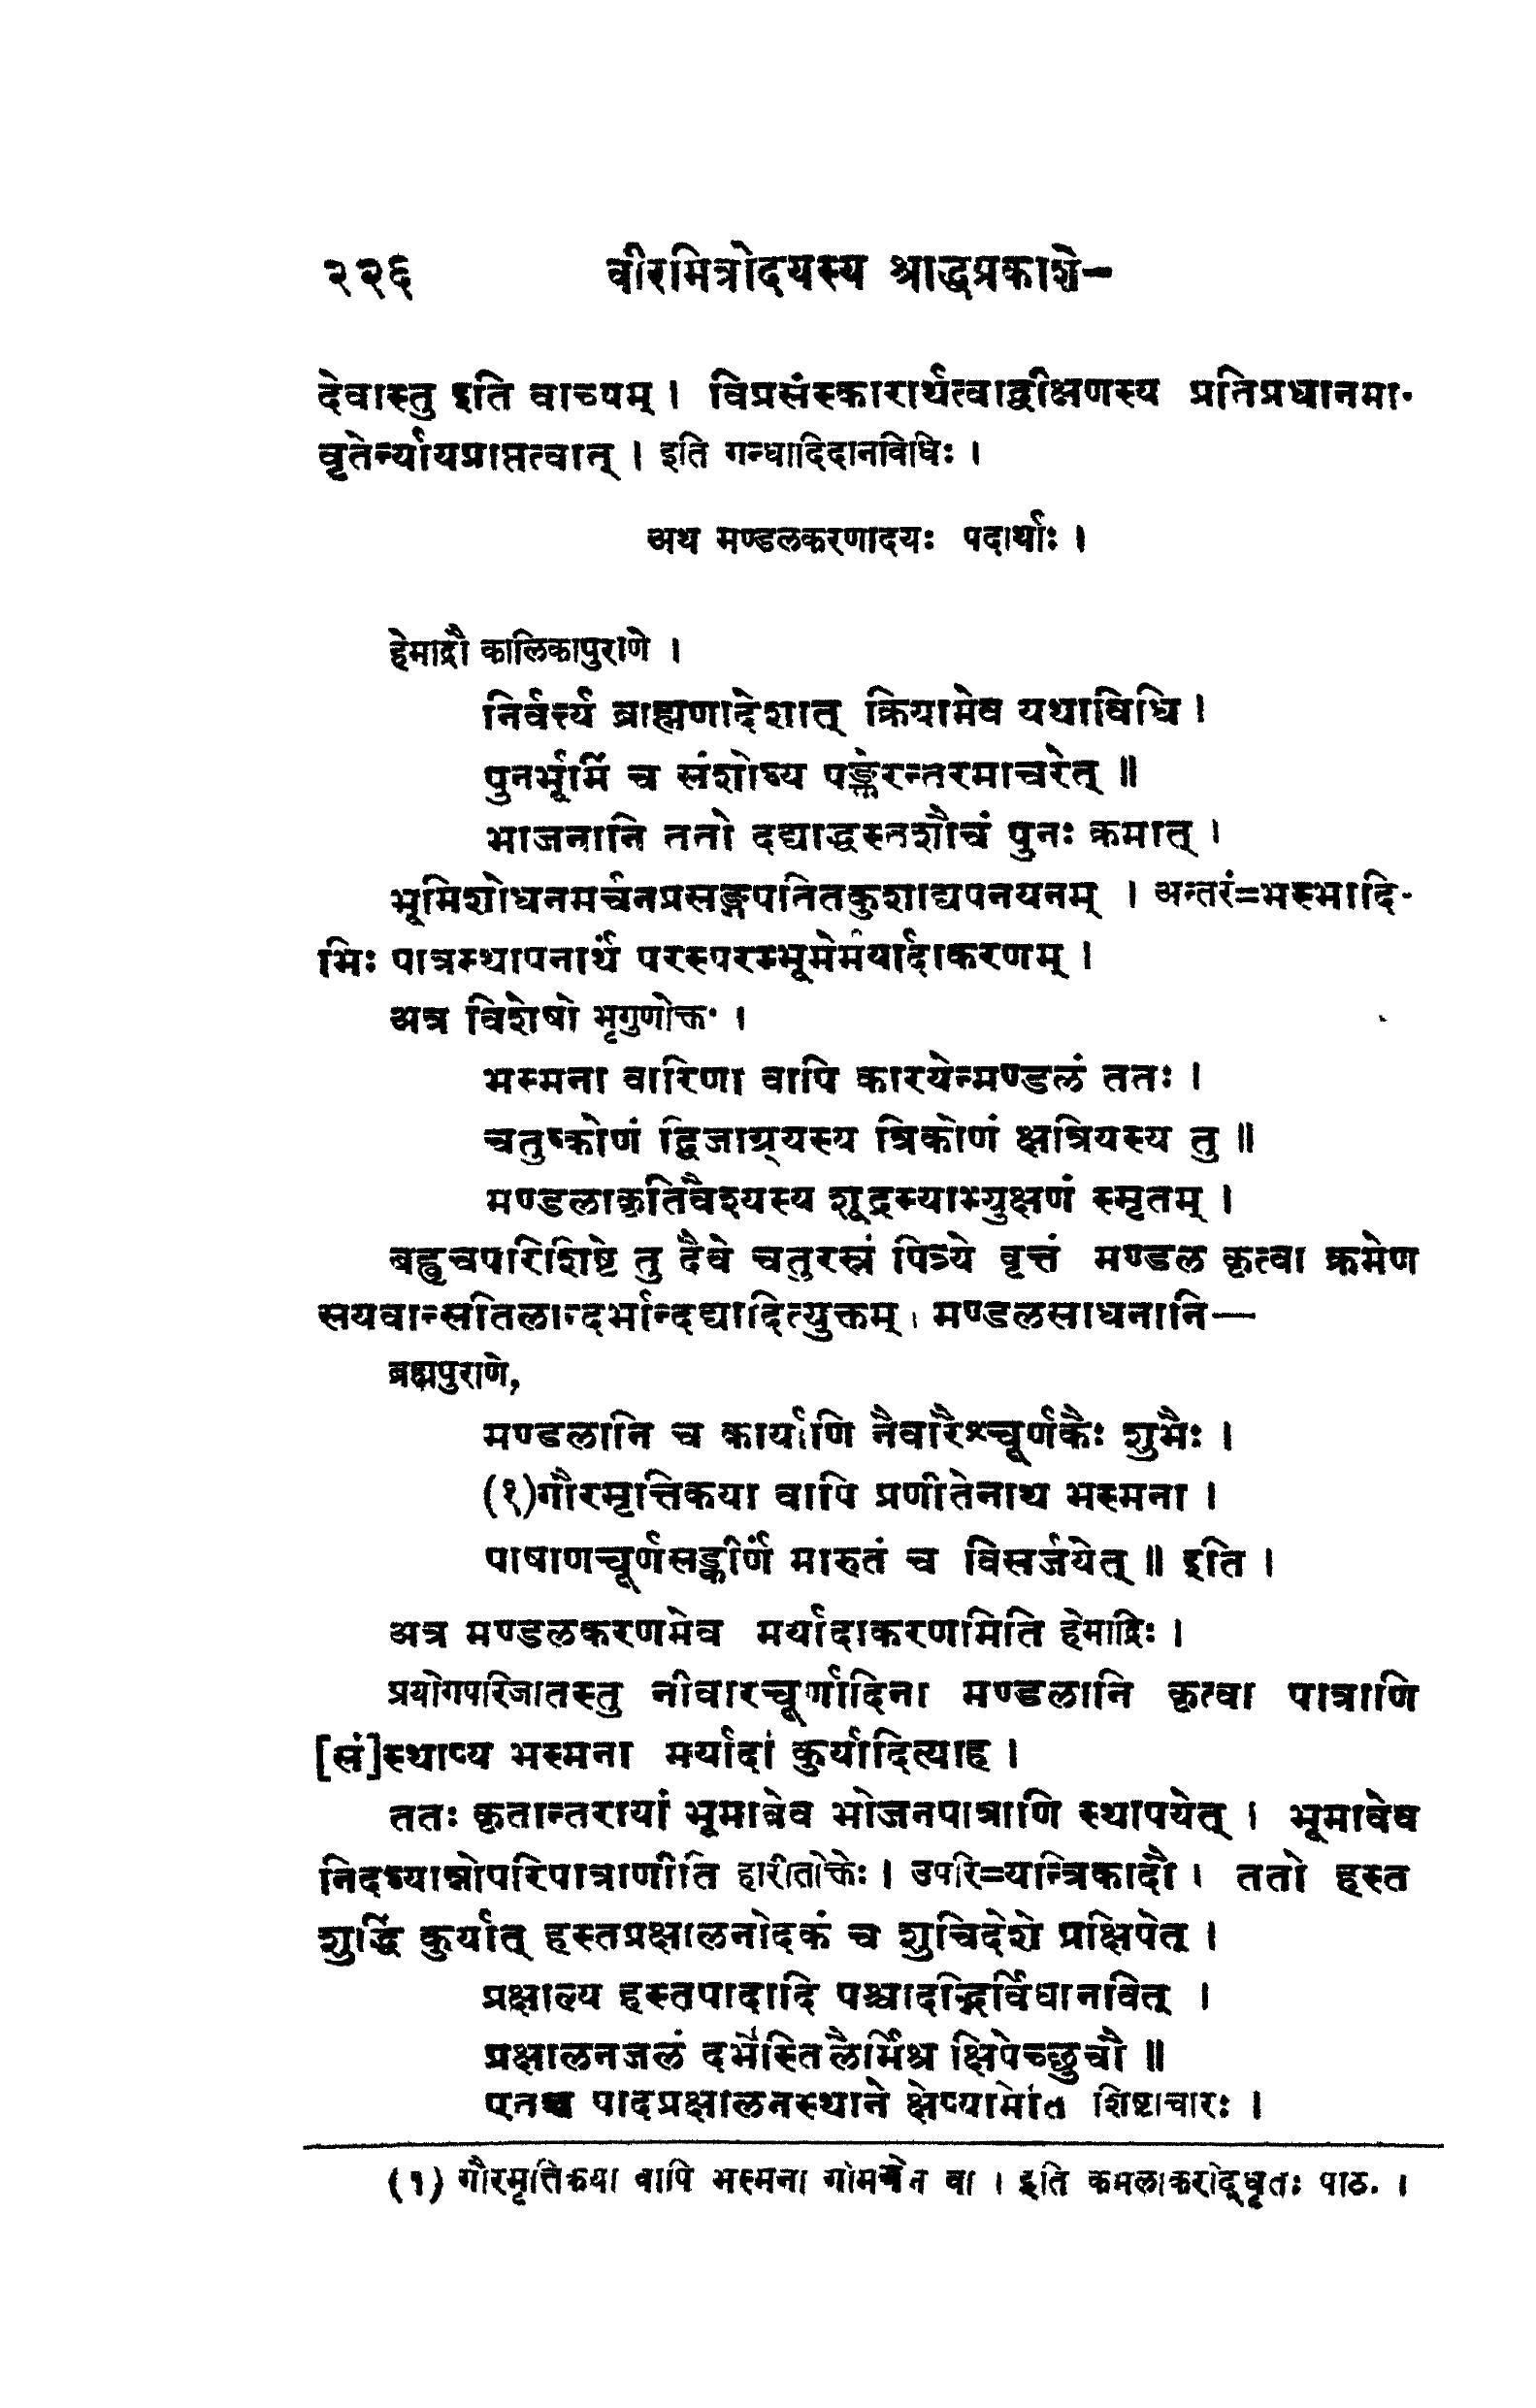 २२६ वीरमित्रोदयस्य श्राद्धप्रकाशे-
देवास्तु इति वाच्यम् । विप्रसंस्कारार्थत्वाद्वीक्षणस्य प्रतिप्रधानमा-
वृतेर्न्यायप्राप्तत्वात् । इति गन्धादिदानविधिः ।
अथ मण्डलकरणादयः पदार्थाः ।
हेमाद्रौ कालिकापुराणे ।
निर्वर्त्त्य ब्राह्मणादेशात् क्रियामेव यथाविधि ।
पुनर्भूमिं च संशोध्य पङ्क्तेरन्तरमाचरेत् ॥
भाजनानि ततो दद्याद्धस्तशौचं पुनः क्रमात् ।
भूमिशोधनमर्चनप्रसङ्गपतितकुशाद्यपनयनम् । अन्तरं=भस्मादि-
भिः पात्रस्थापनार्थं परस्परम्भूमेर्मर्यादाकरणम् ।
अत्र विशेषो भृगुणोक्तः ।
भस्मना वारिणा वापि कारयेन्मण्डलं ततः ।
चतुष्कोणं द्विजाग्र्यस्य त्रिकोणं क्षत्रियस्य तु ॥
मण्डलाकृतिवैश्यस्य शूद्रस्याभ्युक्षणं स्मृतम् ।
बह्वृचपरिशिष्टे तु दैवे चतुरस्रं पित्र्ये वृत्तं मण्डल कृत्वा क्रमेण
सयवान्सतिलान्दर्भान्दद्यादित्युक्तम् । मण्डलसाधनानि—
ब्रह्मपुराणे,
मण्डलानि च कार्याणि नैवारैश्चूर्णकैः शुभैः ।
(१)गौरमृत्तिकया वापि प्रणीतेनाथ भस्मना ।
पाषाणचूर्णसङ्कीर्णं मारुतं च विसर्जयेत् ॥ इति ।
अत्र मण्डलकरणमेव मर्यादाकरणमिति हेमाद्रिः ।
प्रयोगपरिजातस्तु नीवारचूर्णादिना मण्डलानि कृत्वा पात्राणि
[सं]स्थाप्य भस्मना मर्यादां कुर्यादित्याह ।
ततः कृतान्तरायां भूमावेव भोजनपात्राणि स्थापयेत् । भूमावेव
निदध्यान्नोपरिपात्राणीति हारीतोक्तेः । उपरि=यन्त्रिकादौ । ततो हस्त
शुद्धिं कुर्यात् हस्तप्रक्षालनोदकं च शुचिदेशे प्रक्षिपेत् ।
प्रक्षाल्य हस्तपादादि पश्चादद्भिर्विधानवित् ।
प्रक्षालनजलं दर्भैस्तिलैर्मिश्र क्षिपेच्छुचौ ॥
एतच्च पादप्रक्षालनस्थाने क्षेप्यामिति शिष्टाचारः ।
(१) गौरमृत्तिकया वापि भस्मना गोमयेन वा । इति कमलाकरोद्धृतः पाठः ।